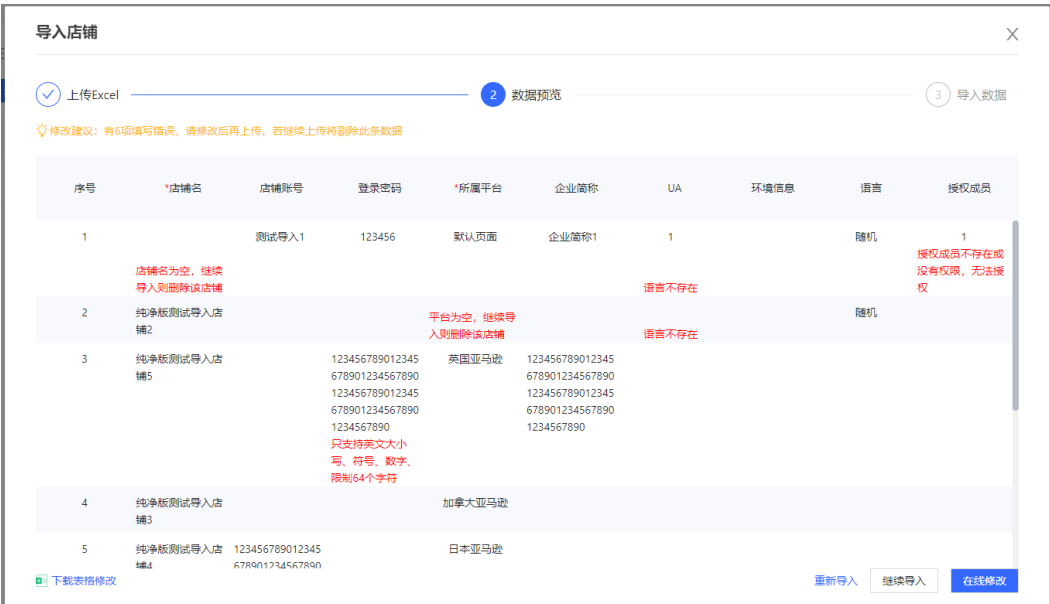 导入店铺
上传Excel
2 数据预览
3 导入数据
修改建议：有6项填写错误，请修改后再上传，若继续上传将剔除此条数据
序号 *店铺名 店铺账号 登录密码 *所属平台 企业简称 UA 环境信息 语言 授权成员
1 测试导入1 123456 默认页面 企业简称1 1 随机 1
店铺名为空，继续
导入则删除该店铺
语言不存在
授权成员不存在或
没有权限，无法授
权
2 纯净版测试导入店
铺2
平台为空，继续导
入则删除该店铺
语言不存在
随机
3 纯净版测试导入店
铺5
123456789012345
678901234567890
123456789012345
678901234567890
1234567890
只支持英文大小
写、符号、数字、
限制64个字符
英国亚马逊
123456789012345
678901234567890
123456789012345
678901234567890
1234567890
4 纯净版测试导入店
铺3
加拿大亚马逊
5 纯净版测试导入店
铺4
123456789012345
678901234567890
日本亚马逊
下载表格修改
重新导入
继续导入
在线修改